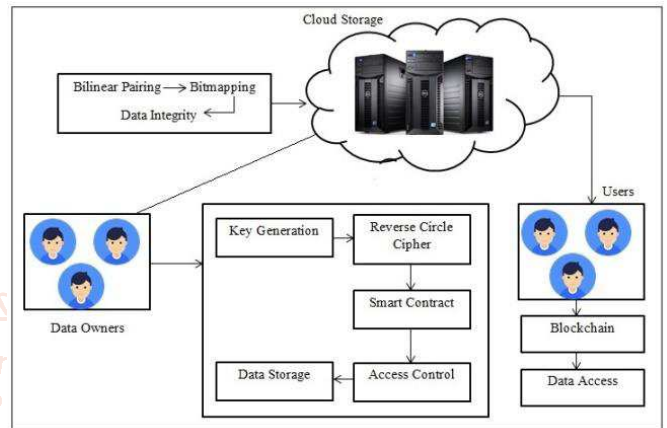 Cloud Storage
Bilinear Pairing Bitmapping
Data Integrity
Users
Key Generation
Reverse Circle
Cipher
Smart Contract
Data Owners
Blockchain
Data Storage
Access Control
Data Access